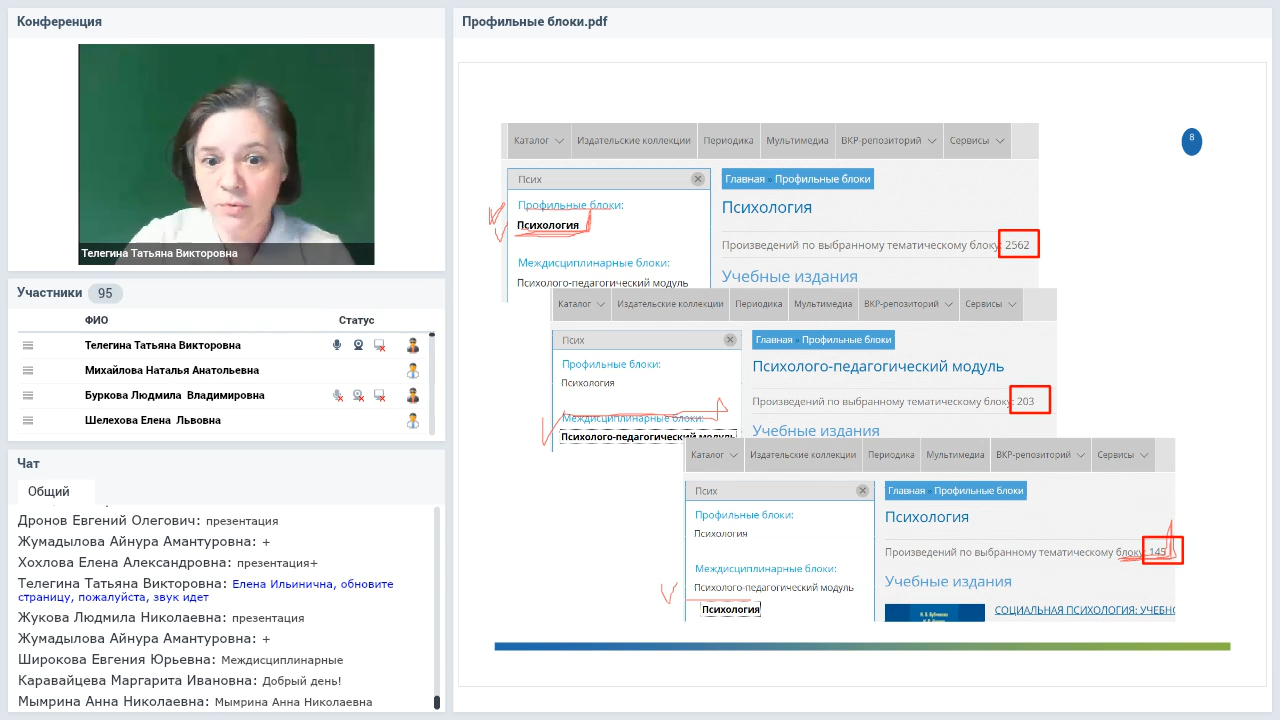 Конференция
Телегина Татьяна Викторовна
Участники 95
ФИО Статус
Телегина Татьяна Викторовна
Михайлова Наталья Анатольевна
Буркова Людмила Владимировна
Шелехова Елена Львовна
Чат
Общий
Дронов Евгений Олегович: презентация
Жумадылова Айнура Амантуровна: +
Хохлова Елена Александровна: презентация+
Телегина Татьяна Викторовна: Елена Ильинична, обновите
страницу, пожалуйста, звук идет
Жукова Людмила Николаевна: презентация
Жумадылова Айнура Амантуровна: +
Широкова Евгения Юрьевна: Междисциплинарные
Каравайцева Маргарита Ивановна: Добрый день!
Мымрина Анна Николаевна: Мымрина Анна Николаевна
Профильные блоки.pdf
8
Каталог Издательские коллекции Периодика Мультимедиа ВКР-репозиторий Сервисы
Псих
Профильные блоки:
Психология
Междисциплинарные блоки:
Психолого-педагогический модуль
Главная » Профильные блоки
Психология
Произведений по выбранному тематическому блоку: 2562
Учебные издания
Каталог Издательские коллекции Периодика Мультимедиа ВКР-репозиторий Сервисы
Псих
Профильные блоки:
Психология
Междисциплинарные блоки:
Психолого-педагогический модуль
Главная » Профильные блоки
Психолого-педагогический модуль
Произведений по выбранному тематическому блоку: 203
Учебные издания
Каталог Издательские коллекции Периодика Мультимедиа ВКР-репозиторий Сервисы
Псих
Профильные блоки:
Психология
Междисциплинарные блоки:
Психолого-педагогический модуль
Психология
Главная » Профильные блоки
Психология
Произведений по выбранному тематическому блоку: 145
Учебные издания
СОЦИАЛЬНАЯ ПСИХОЛОГИЯ: УЧЕБНО